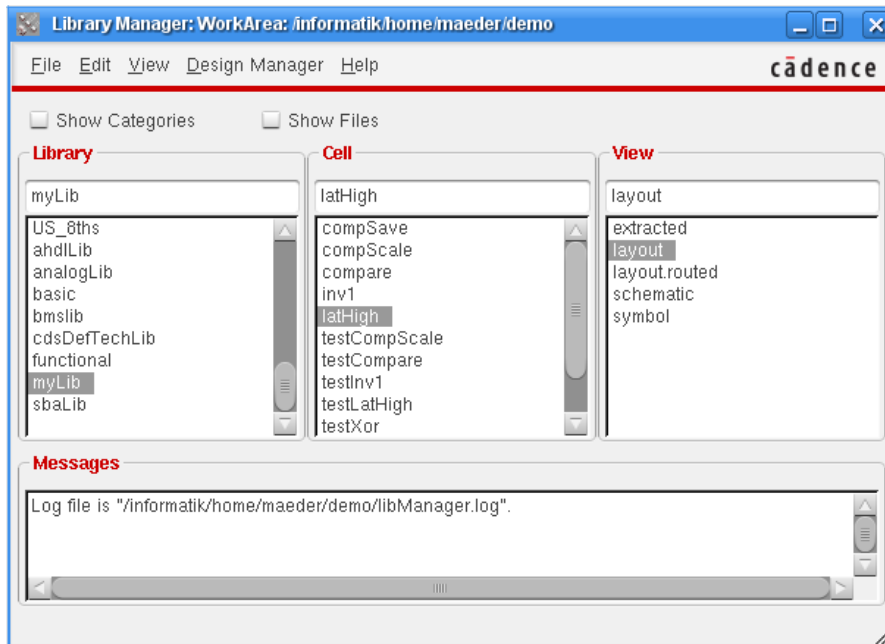 Library Manager: WorkArea: /informatik/home/maeder/demo
File Edit View Design Manager Help
cādence
Show Categories Show Files
Library
myLib
US_8ths
ahdlLib
analogLib
basic
bmslib
cdsDefTechLib
functional
myLib
sbaLib
Cell
latHigh
compSave
compScale
compare
inv1
latHigh
testCompScale
testCompare
testInv1
testLatHigh
testXor
View
layout
extracted
layout
layout.routed
schematic
symbol
Messages
Log file is "/informatik/home/maeder/demo/libManager.log".